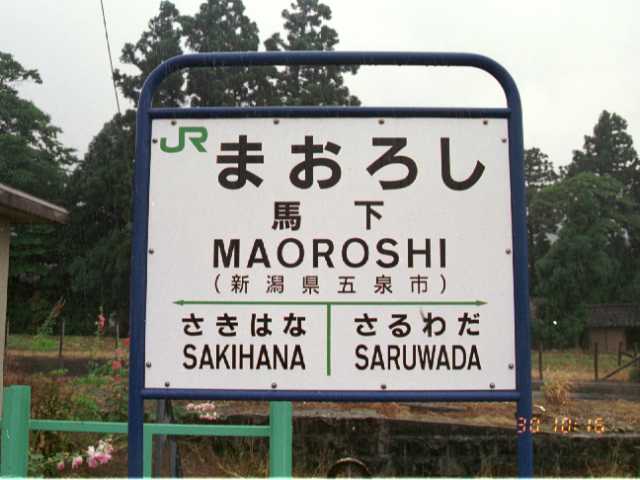 JR まおろし
馬下
MAOROSHI
(新潟県五泉市)
さきはな さるわだ
SAKIHANA SARUWADA
30 10:16